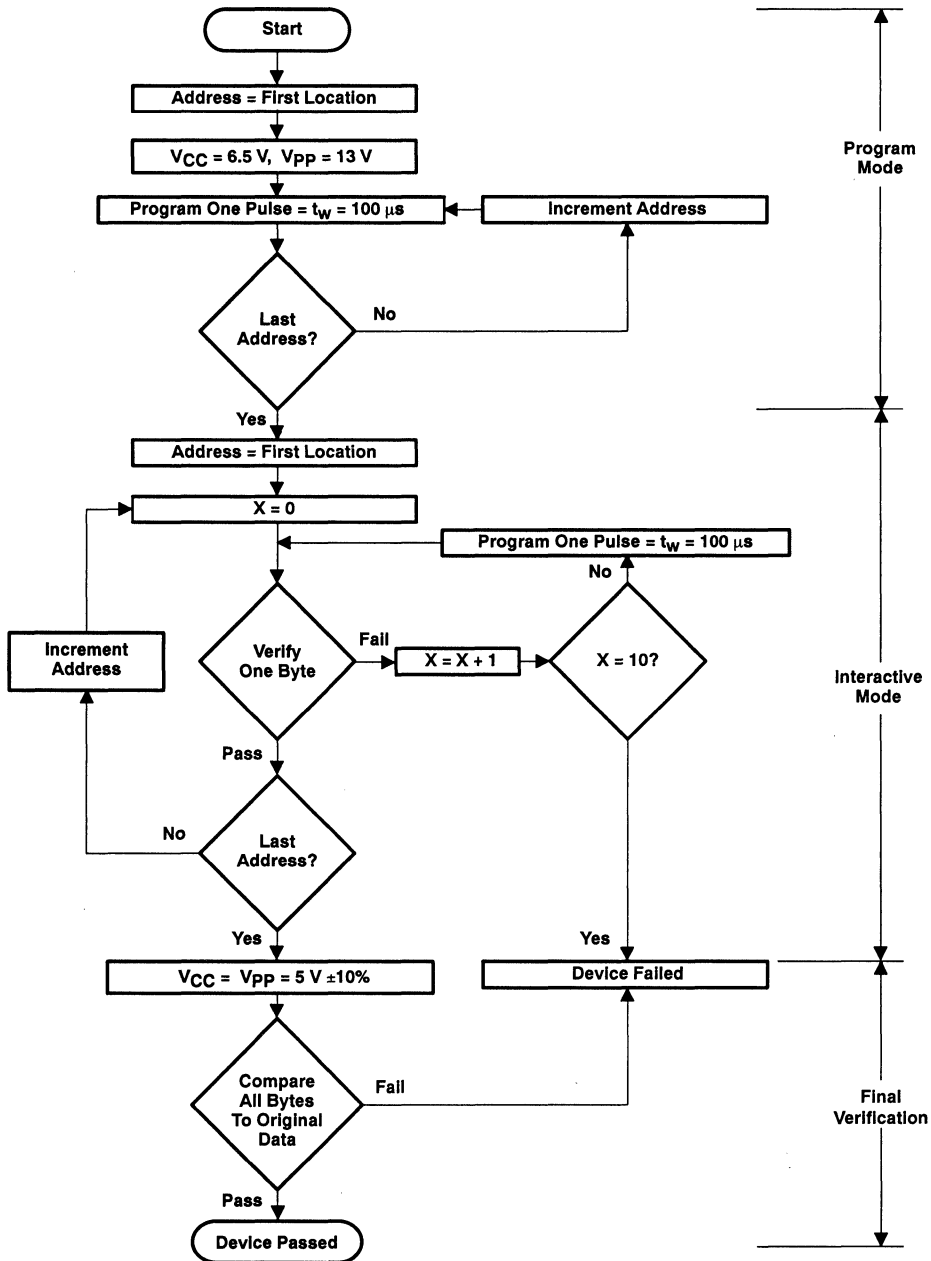 Start
Address = First Location
VCC = 6.5 V, VPP = 13 V
Program One Pulse = tw = 100 µs
Increment Address
Last
Address?
No
Yes
Program
Mode
Address = First Location
X = 0
Program One Pulse = tw = 100 µs
No
Increment
Address
Verify
One Byte
Fail
X = X + 1
X = 10?
Interactive
Mode
Pass
No
Last
Address?
Yes
Yes
VCC = VPP = 5 V ±10%
Device Failed
Compare
All Bytes
To Original
Data
Fail
Final
Verification
Pass
Device Passed